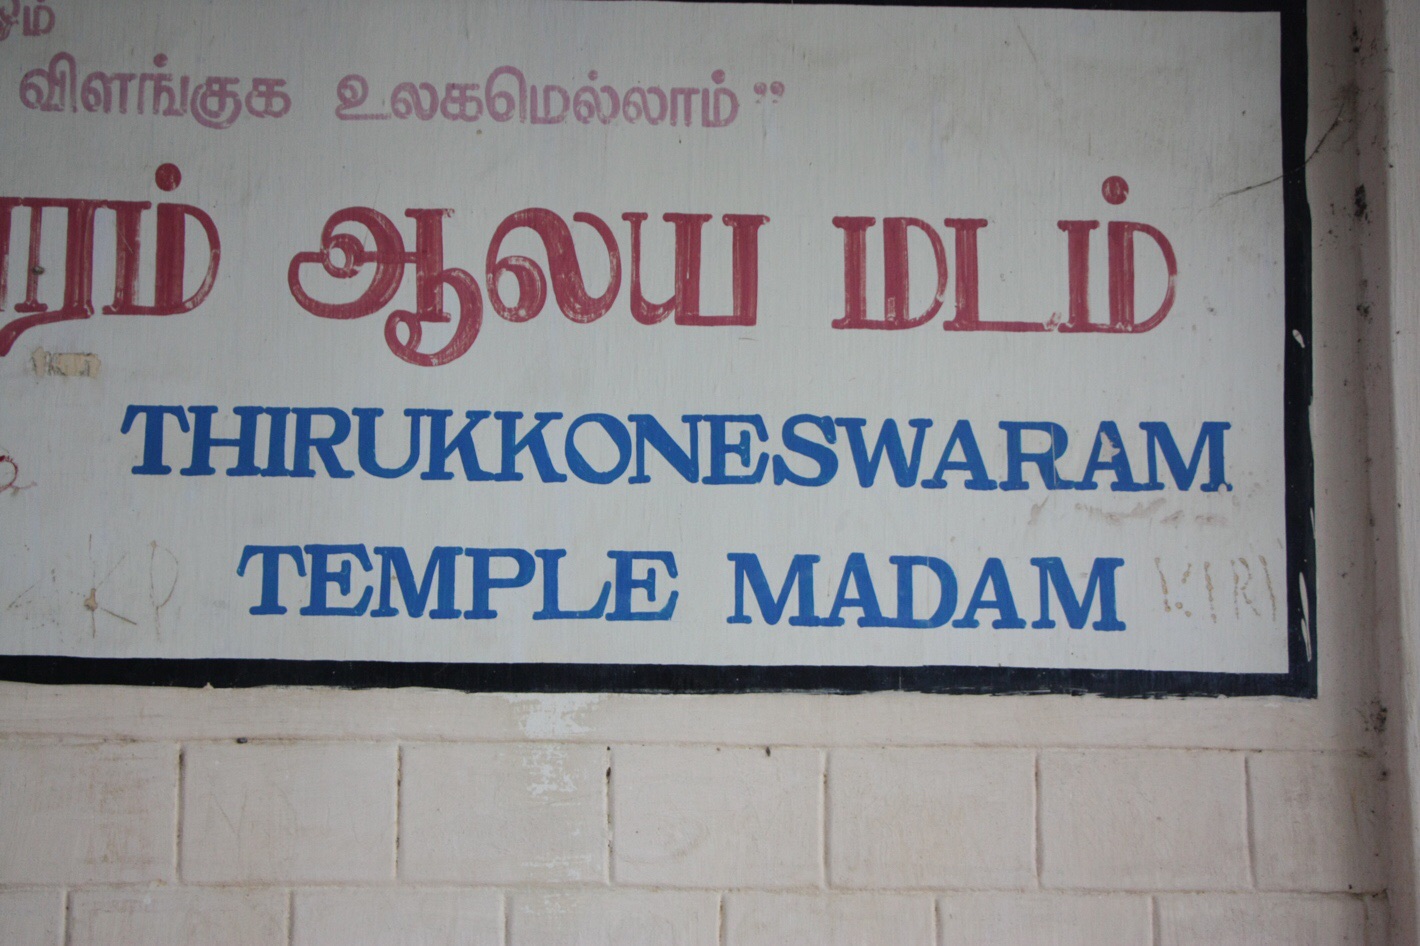 விளங்குக உலகமெல்லாம்”
ஆலய மடம்
THIRUKKONESWARAM
TEMPLE MADAM